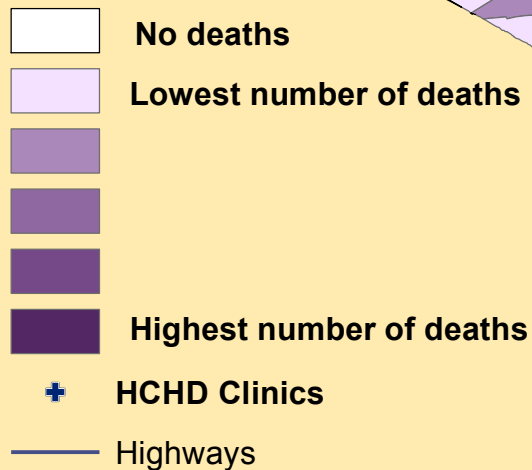 No deaths
Lowest number of deaths
Highest number of deaths
HCHD Clinics
Highways